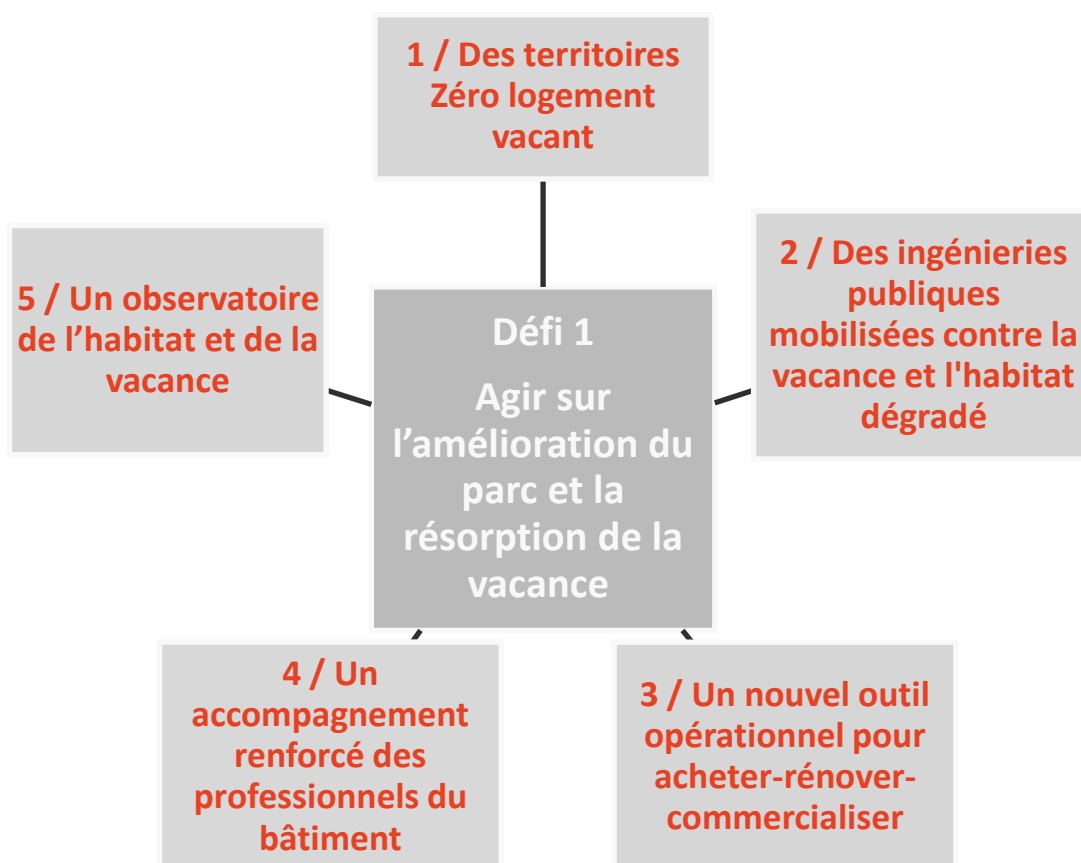 1 / Des territoires
Zéro logement
vacant
2 / Des ingénieries
publiques
mobilisées contre la
vacance et l'habitat
dégradé
3 / Un nouvel outil
opérationnel pour
acheter-rénover-
commercialiser
4 / Un
accompagnement
renforcé des
professionnels du
bâtiment
5 / Un observatoire
de l’habitat et de la
vacance
Défi 1
Agir sur
l’amélioration du
parc et la
résorption de la
vacance